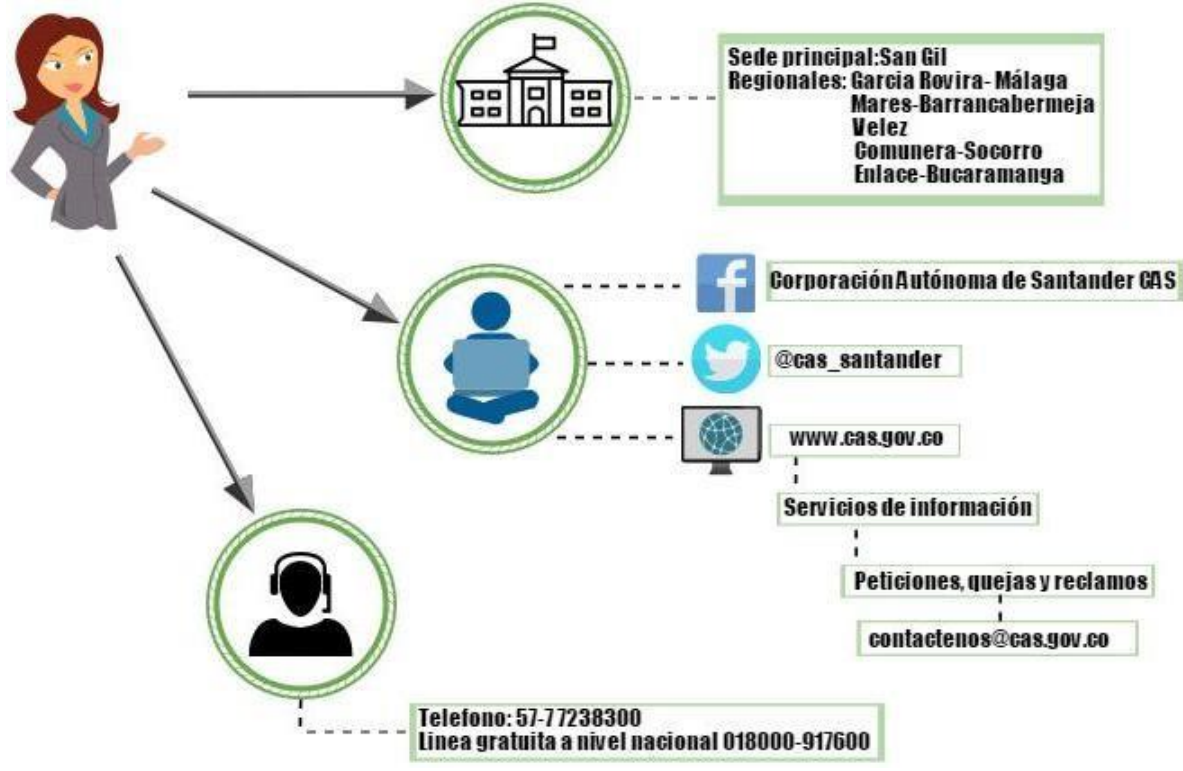 Sede principal:San Gil
Regionales: Garcia Rovira- Málaga
Mares-Barrancabermeja
Velez
Comunera-Socorro
Enlace-Bucaramanga
Corporación Autónoma de Santander CAS
@cas_santander
www.cas.gov.co
Servicios de información
Peticiones, quejas y reclamos
contactenos@cas.gov.co
Telefono: 57-77238300
Linea gratuita a nivel nacional 018000-917600